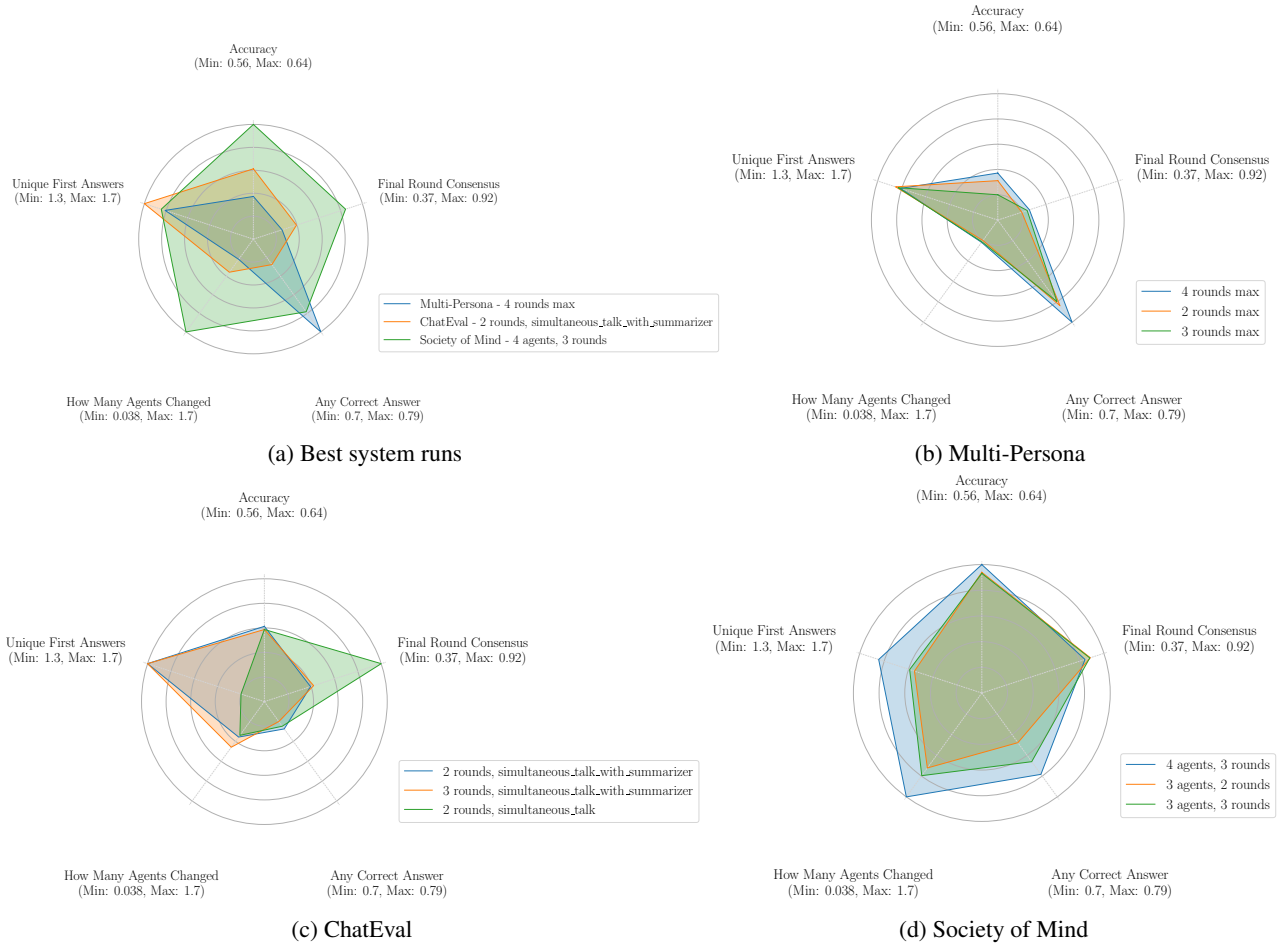 Accuracy
(Min: 0.56, Max: 0.64)
Unique First Answers
(Min: 1.3, Max: 1.7)
Final Round Consensus
(Min: 0.37, Max: 0.92)
Multi-Persona - 4 rounds max
ChatEval - 2 rounds, simultaneous_talk_with_summarizer
Society of Mind - 4 agents, 3 rounds
How Many Agents Changed
(Min: 0.038, Max: 1.7)
Any Correct Answer
(Min: 0.7, Max: 0.79)
(a) Best system runs
Accuracy
(Min: 0.56, Max: 0.64)
Unique First Answers
(Min: 1.3, Max: 1.7)
Final Round Consensus
(Min: 0.37, Max: 0.92)
4 rounds max
2 rounds max
3 rounds max
How Many Agents Changed
(Min: 0.038, Max: 1.7)
Any Correct Answer
(Min: 0.7, Max: 0.79)
(b) Multi-Persona
Accuracy
(Min: 0.56, Max: 0.64)
Unique First Answers
(Min: 1.3, Max: 1.7)
Final Round Consensus
(Min: 0.37, Max: 0.92)
2 rounds, simultaneous_talk_with_summarizer
3 rounds, simultaneous_talk_with_summarizer
2 rounds, simultaneous_talk
How Many Agents Changed
(Min: 0.038, Max: 1.7)
Any Correct Answer
(Min: 0.7, Max: 0.79)
(c) ChatEval
Accuracy
(Min: 0.56, Max: 0.64)
Unique First Answers
(Min: 1.3, Max: 1.7)
Final Round Consensus
(Min: 0.37, Max: 0.92)
4 agents, 3 rounds
3 agents, 2 rounds
3 agents, 3 rounds
How Many Agents Changed
(Min: 0.038, Max: 1.7)
Any Correct Answer
(Min: 0.7, Max: 0.79)
(d) Society of Mind